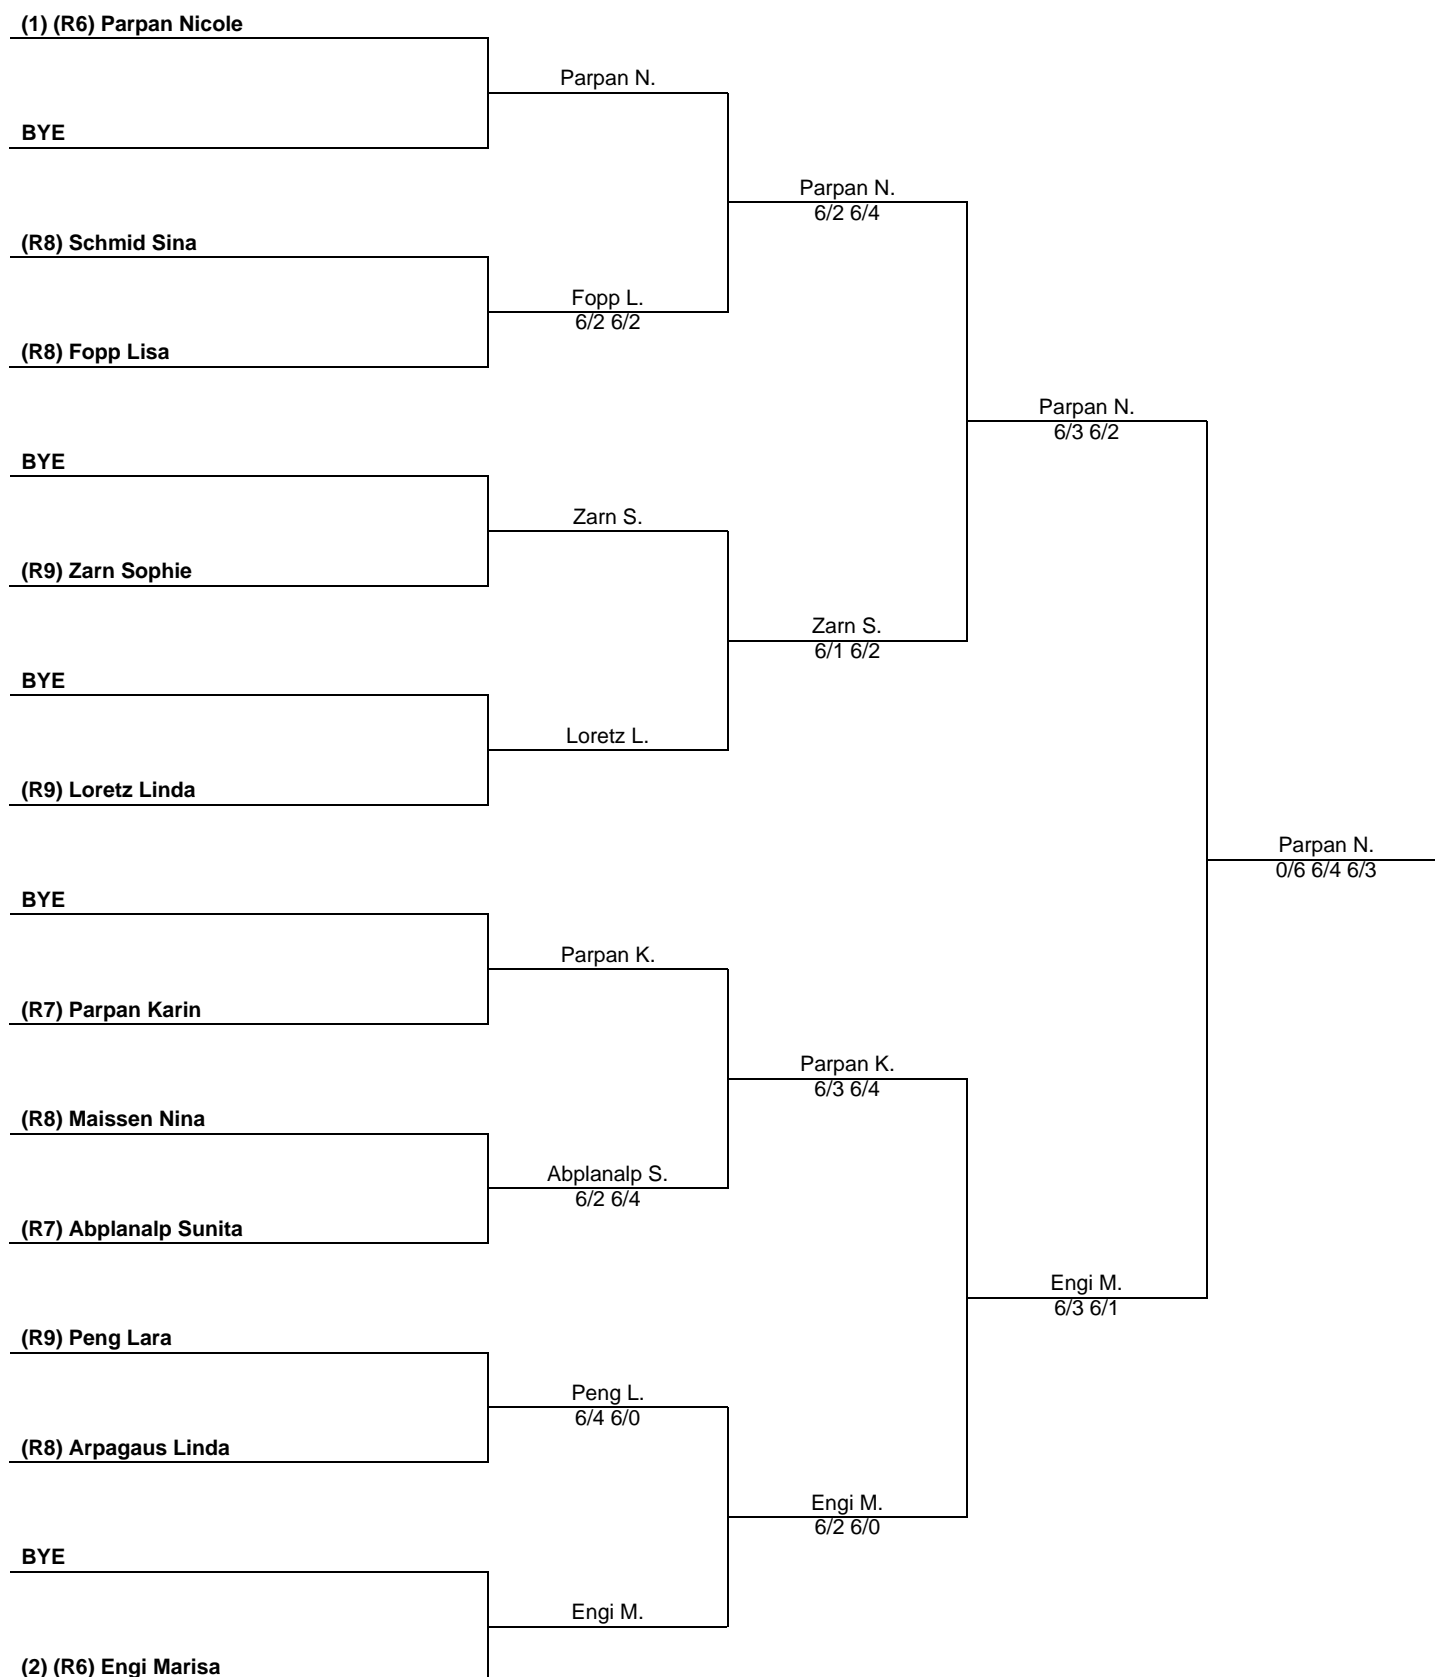 (1) (R6) Parpan Nicole
Parpan N.
BYE
Parpan N.
6/2 6/4
(R8) Schmid Sina
Fopp L.
6/2 6/2
(R8) Fopp Lisa
Parpan N.
6/3 6/2
BYE
Zarn S.
(R9) Zarn Sophie
Zarn S.
6/1 6/2
BYE
Loretz L.
(R9) Loretz Linda
Parpan N.
0/6 6/4 6/3
BYE
Parpan K.
(R7) Parpan Karin
Parpan K.
6/3 6/4
(R8) Maissen Nina
Abplanalp S.
6/2 6/4
(R7) Abplanalp Sunita
Engi M.
6/3 6/1
(R9) Peng Lara
Peng L.
6/4 6/0
(R8) Arpagaus Linda
Engi M.
6/2 6/0
BYE
Engi M.
(2) (R6) Engi Marisa